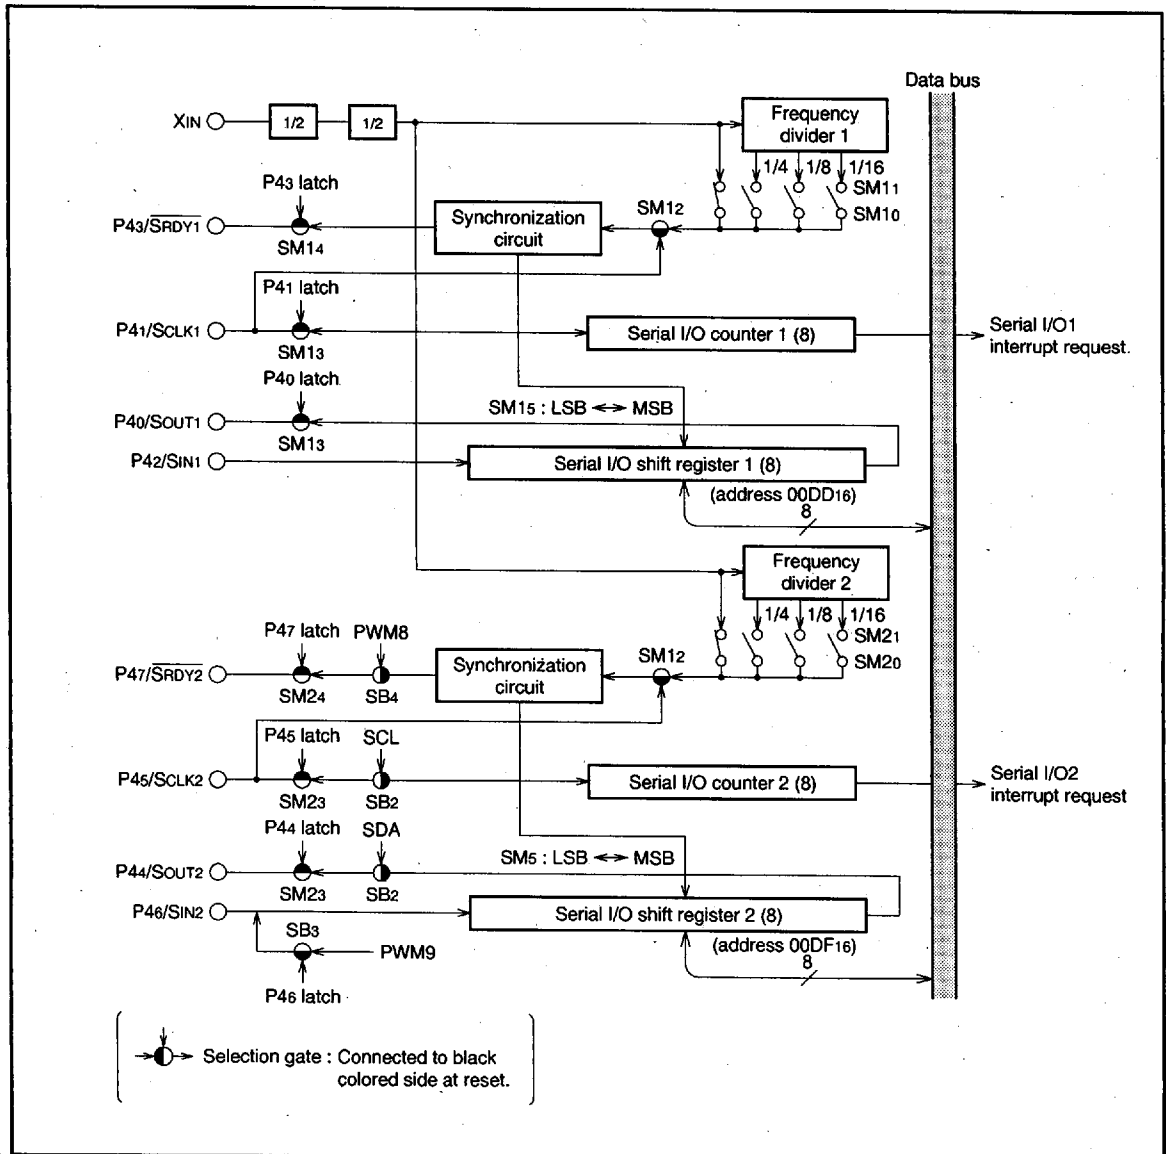 Data bus
XIN
1/2
1/2
Frequency
divider 1
1/4
1/8
1/16
SM11
SM10
P43 latch
P43/SRDY1
SM14
Synchronization
circuit
SM12
P41 latch
P41/SCLK1
SM13
Serial I/O counter 1 (8)
Serial I/O1
interrupt request.
P40 latch
P40/SOUT1
SM13
SM15 : LSB ↔ MSB
P42/SIN1
Serial I/O shift register 1 (8)
(address 00DD16)
8
Frequency
divider 2
1/4
1/8
1/16
SM21
SM20
P47 latch
PWM8
P47/SRDY2
SM24
SB4
Synchronization
circuit
SM12
P45 latch
SCL
P45/SCLK2
SM23
SB2
Serial I/O counter 2 (8)
Serial I/O2
interrupt request
P44 latch
SDA
P44/SOUT2
SM23
SB2
SM5 : LSB ↔ MSB
P46/SIN2
Serial I/O shift register 2 (8)
(address 00DF16)
8
SB3
PWM9
P46 latch
Selection gate : Connected to black
colored side at reset.